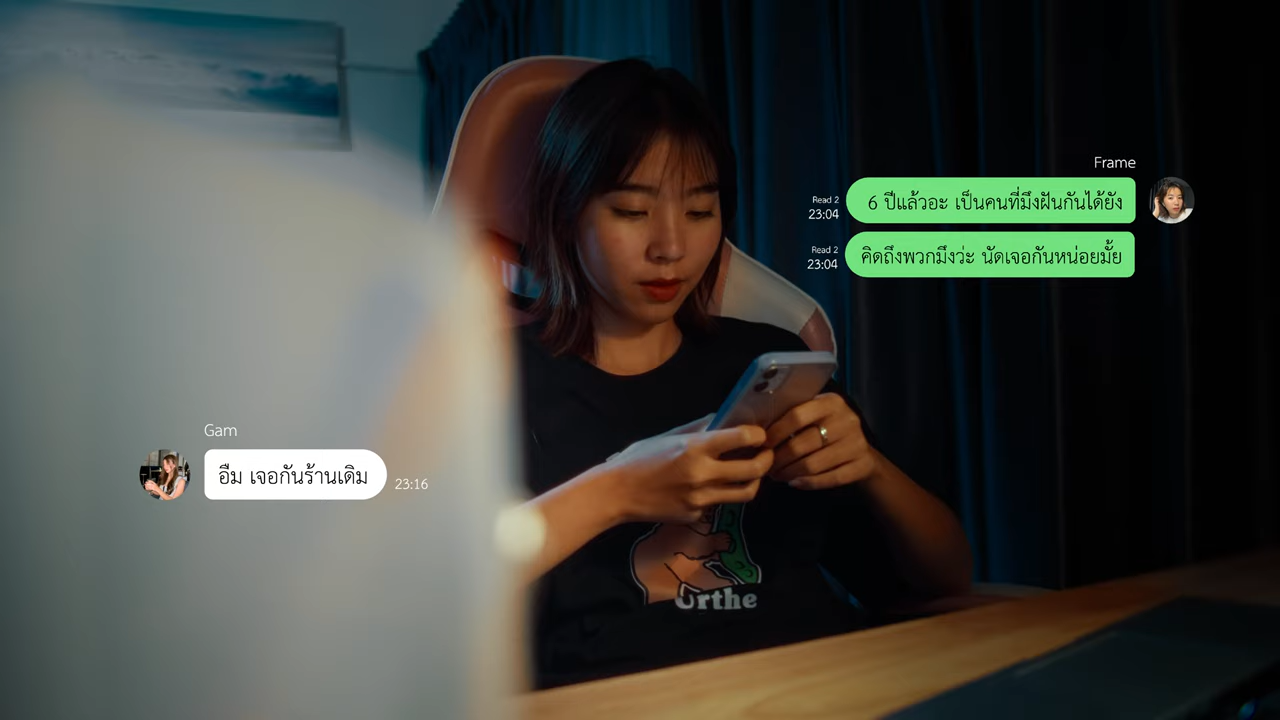 Frame
Read 2
23:04
6 ปีแล้วอะ เป็นคนที่มึงฝันกันได้ยัง
Read 2
23:04
คิดถึงพวกมึงว่ะ นัดเจอกันหน่อยมั้ย
Gam
อืม เจอกันร้านเดิม
23:16
Urthe